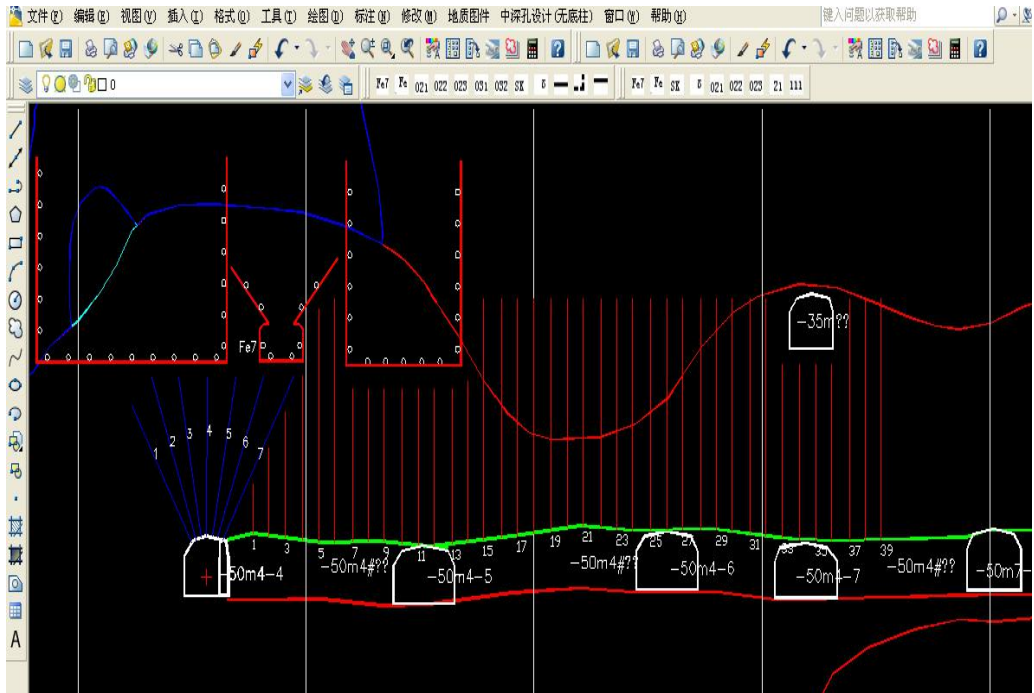 文件(F) 编辑(E) 视图(V) 插入(I) 格式(O) 工具(T) 绘图(D) 标注(N) 修改(M) 地质图件 中深孔设计(无底柱) 窗口(W) 帮助(H) 键入问题以获取帮助
0 Fe7 Fe 021 022 023 031 032 SX δ Fe7 Fe SX δ 021 022 023 21 111
-35m??
Fe7
1 2 3 4 5 6 7
1 3 5 7 9 11 13 15 17 19 21 23 25 27 29 31 33 35 37 39
-50m4-4 -50m4#?? -50m4-5 -50m4#?? -50m4-6 -50m4-7 -50m4#?? -50m7-
A